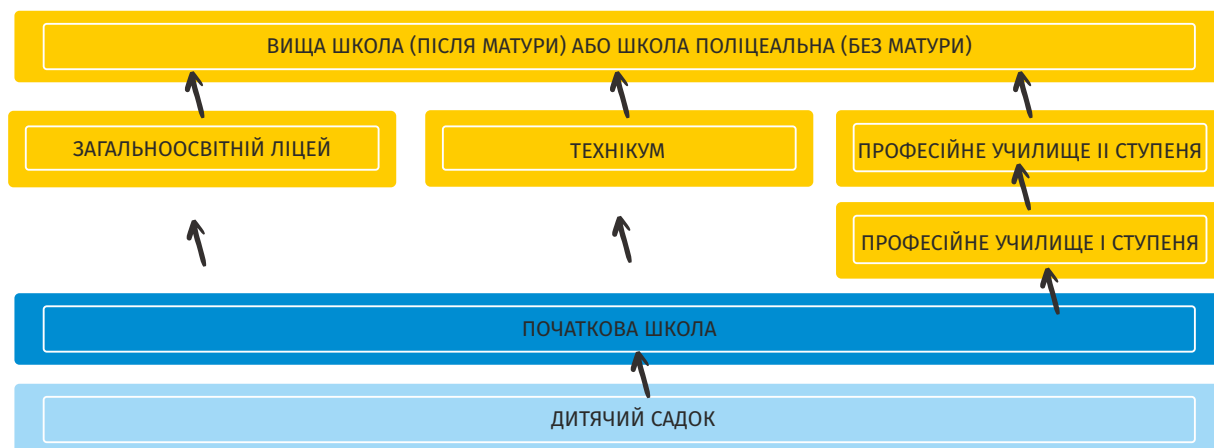 ВИЩА ШКОЛА (ПІСЛЯ МАТУРИ) АБО ШКОЛА ПОЛІЦЕАЛЬНА (БЕЗ МАТУРИ)
ЗАГАЛЬНООСВІТНІЙ ЛІЦЕЙ
ТЕХНІКУМ
ПРОФЕСІЙНЕ УЧИЛИЩЕ ІІ СТУПЕНЯ
ПРОФЕСІЙНЕ УЧИЛИЩЕ І СТУПЕНЯ
ПОЧАТКОВА ШКОЛА
ДИТЯЧИЙ САДОК